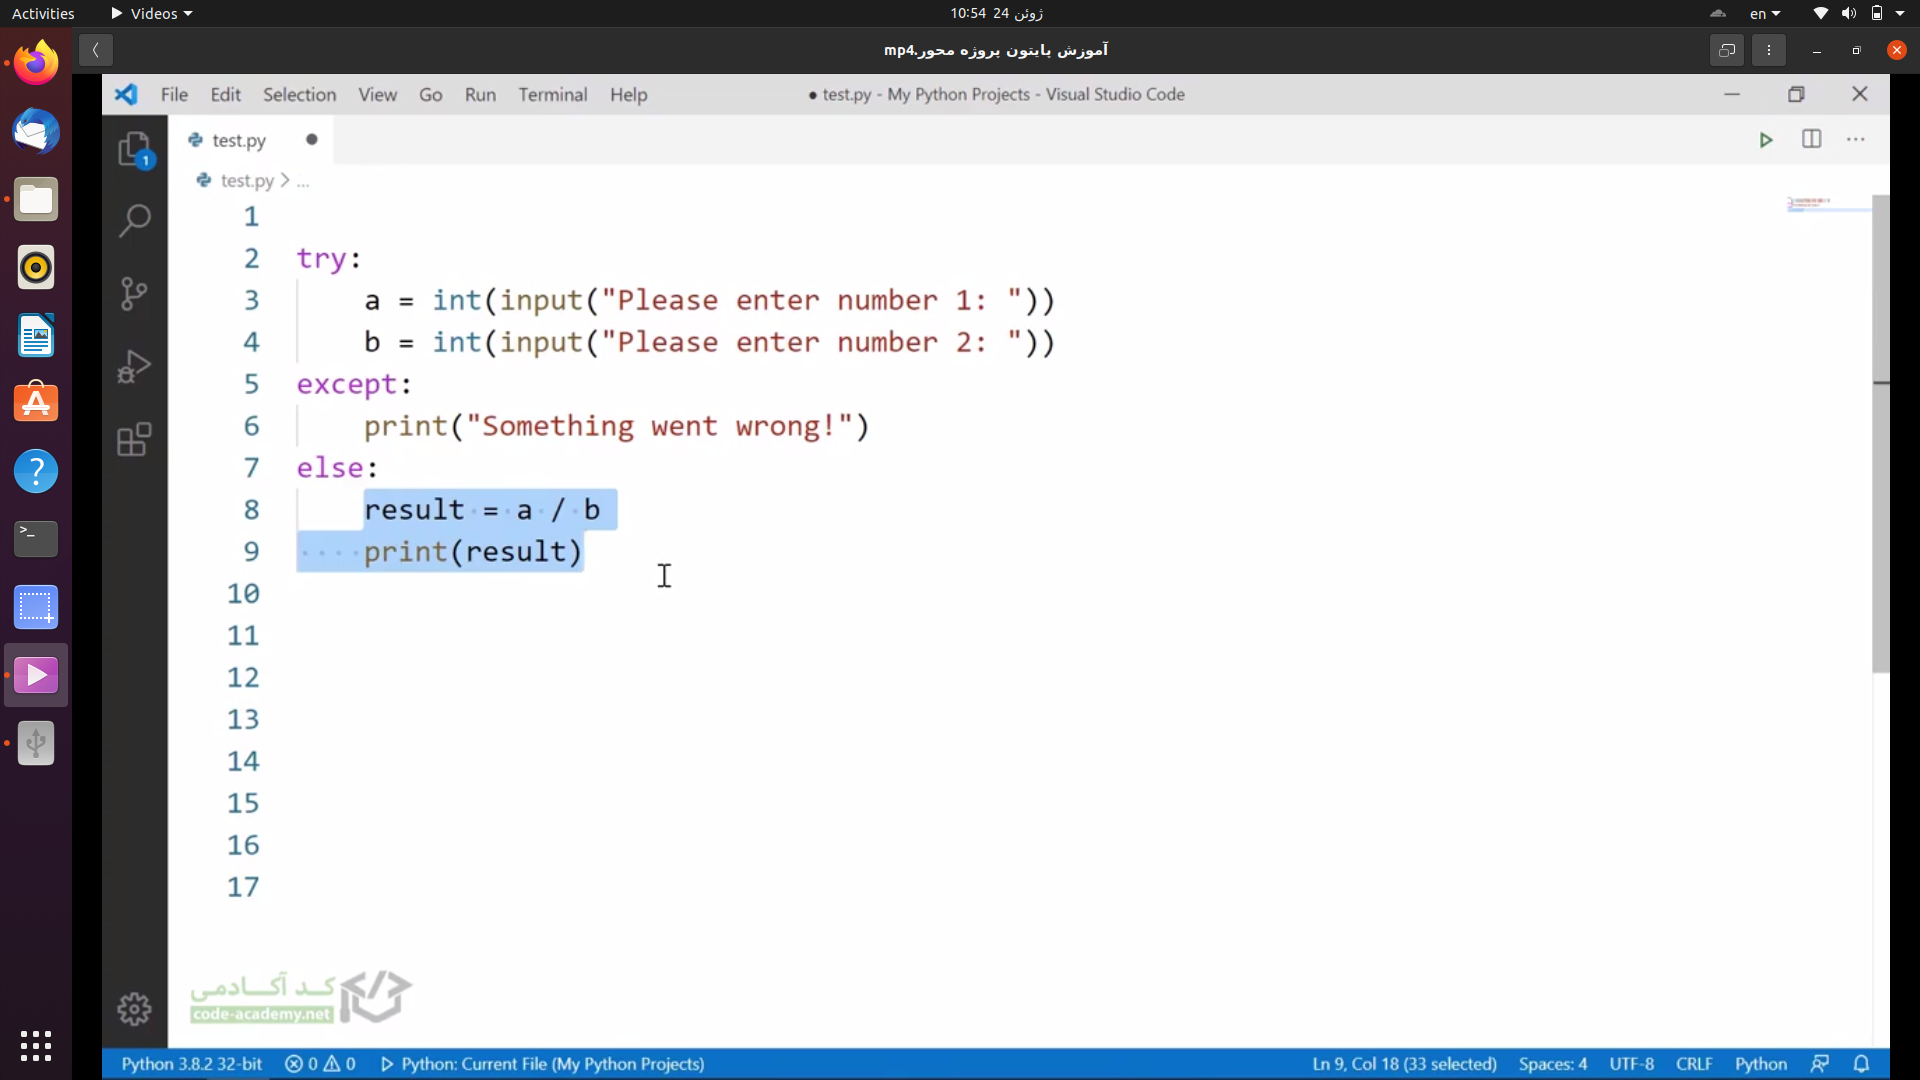 Activities Videos ژوئن 24 10:54 en
آموزش پایتون پروژه محور.mp4
File Edit Selection View Go Run Terminal Help ● test.py - My Python Projects - Visual Studio Code
1 test.py
test.py > ...
1
2 try:
3 a = int(input("Please enter number 1: "))
4 b = int(input("Please enter number 2: "))
5 except:
6 print("Something went wrong!")
7 else:
8 result = a / b
9 print(result)
10
11
12
13
14
15
16
17
کد آکادمی
code-academy.net
Python 3.8.2 32-bit 0 0 Python: Current File (My Python Projects) Ln 9, Col 18 (33 selected) Spaces: 4 UTF-8 CRLF Python